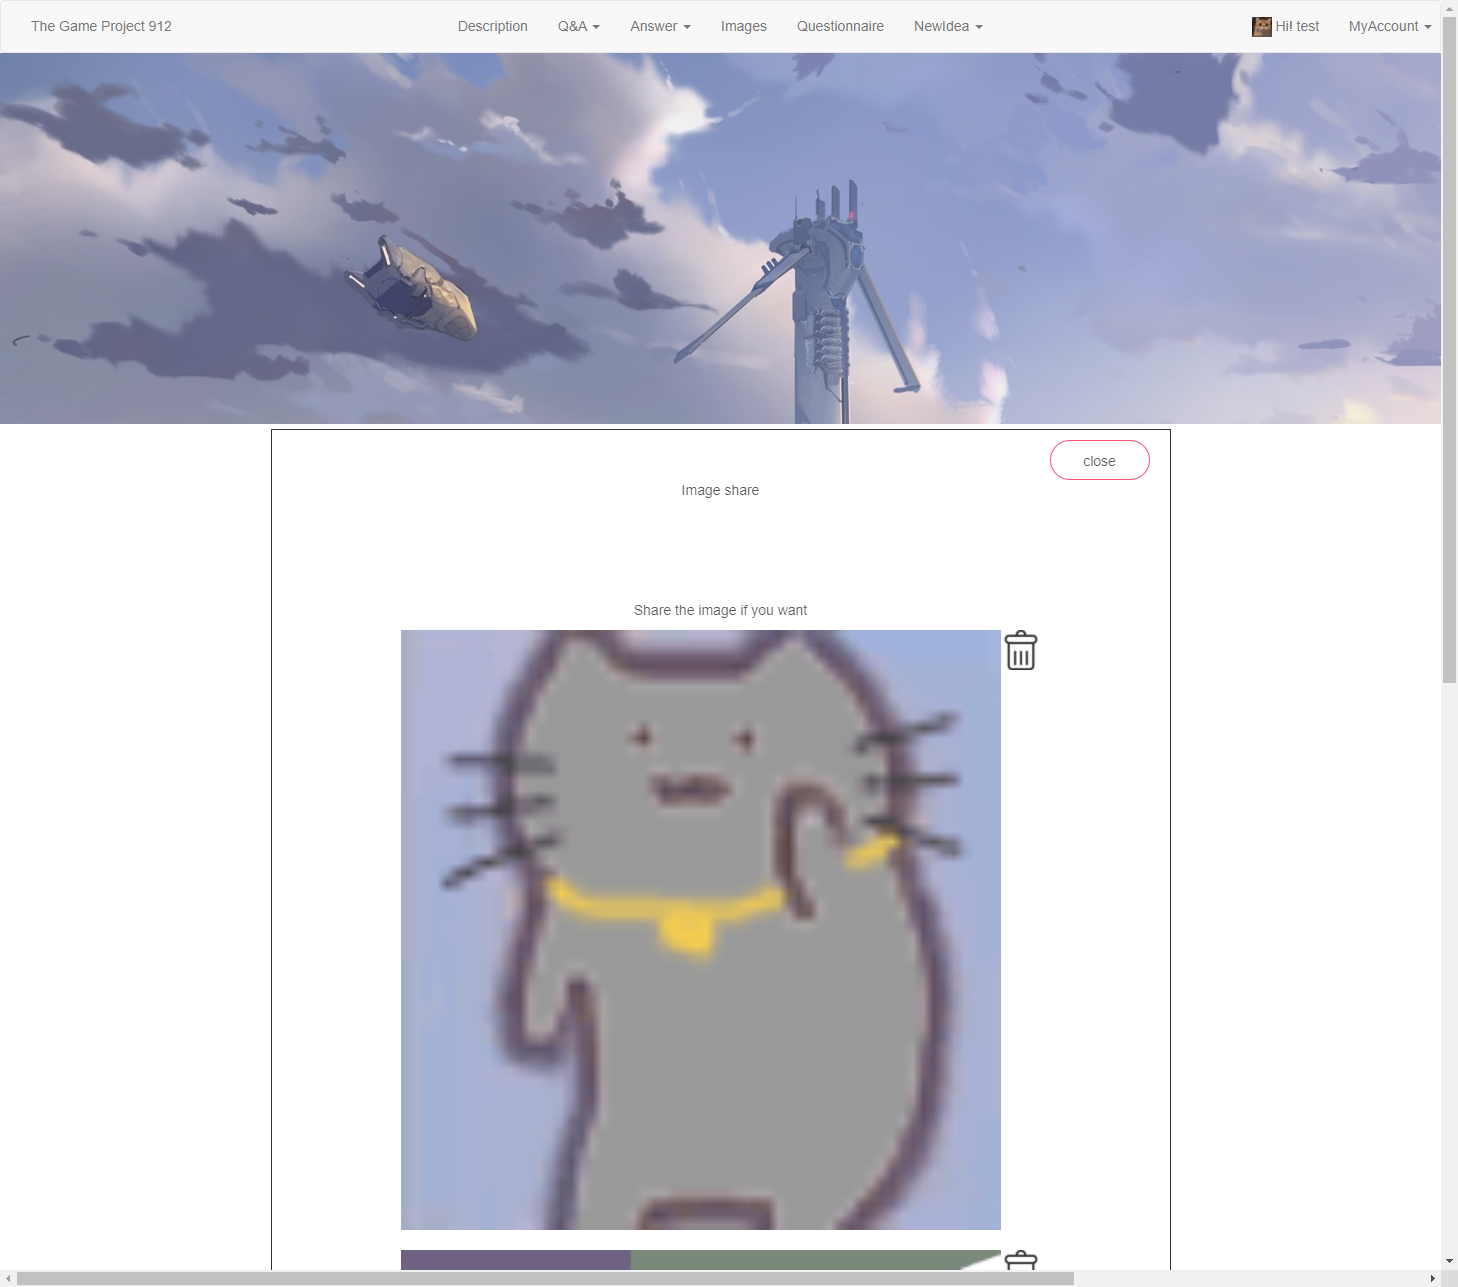 The Game Project 912 Description Q&A Answer Images Questionnaire NewIdea Hi! test MyAccount
close
Image share
Share the image if you want